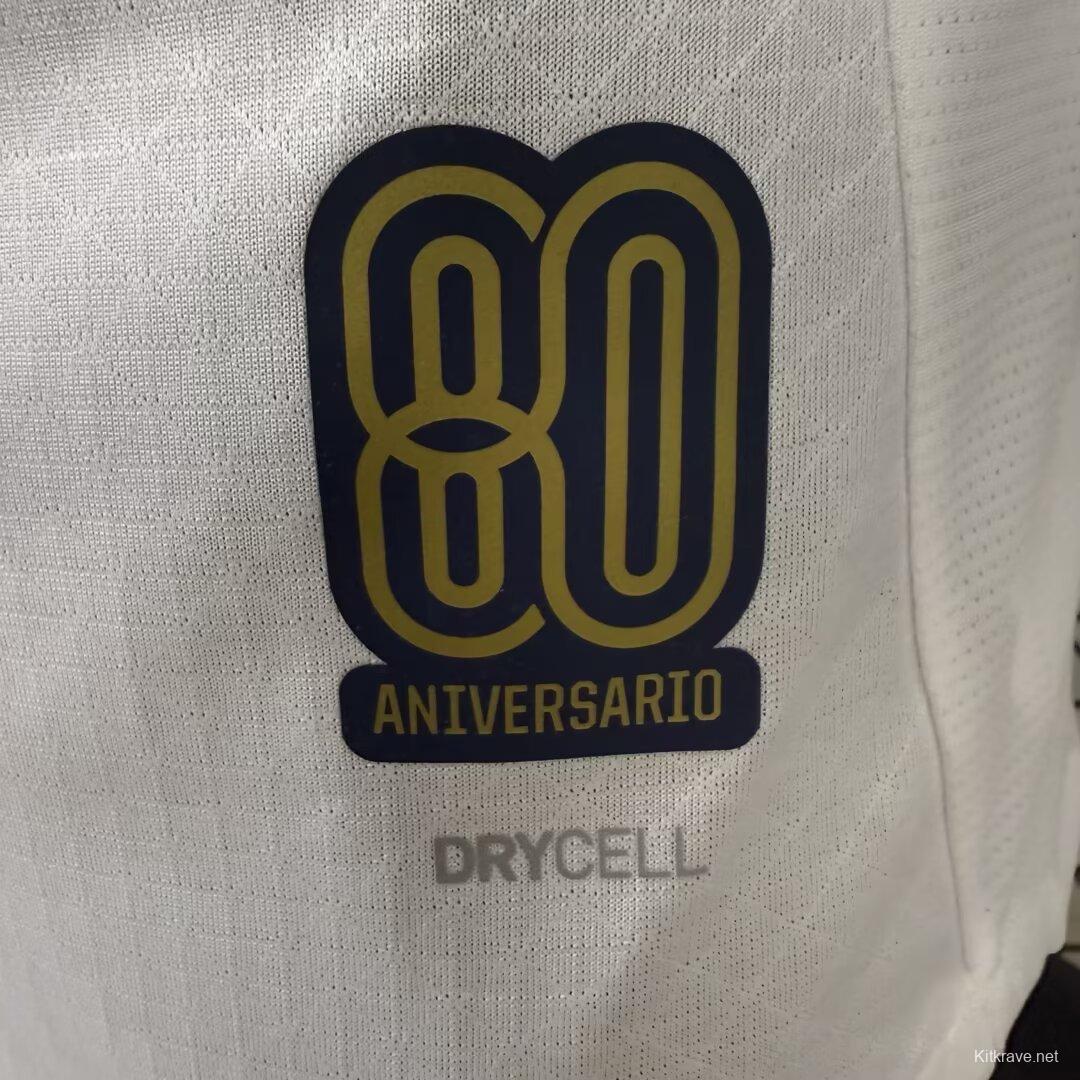 80
ANIVERSARIO
DRYCELL
Kitkrave.net